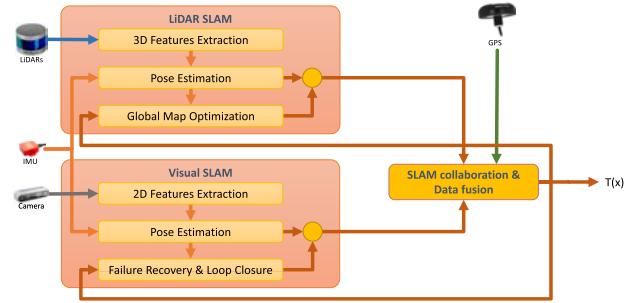 LiDAR SLAM
3D Features Extraction
LiDARs
GPS
Pose Estimation
Global Map Optimization
IMU
Visual SLAM
SLAM collaboration &
Data fusion
T(x)
2D Features Extraction
Camera
Pose Estimation
Failure Recovery & Loop Closure